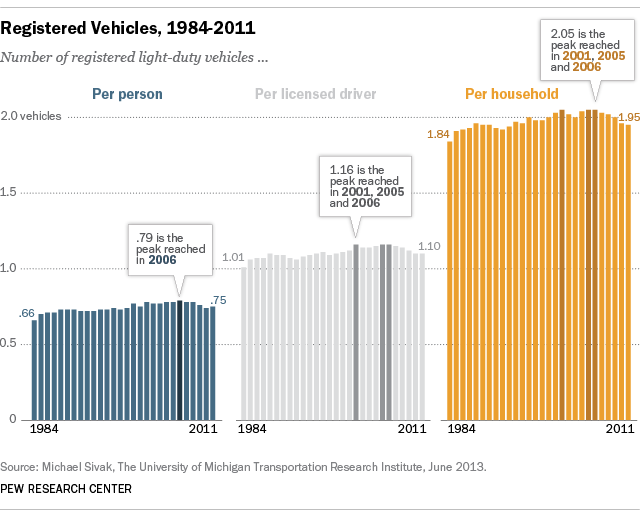 Registered Vehicles, 1984-2011
Number of registered light-duty vehicles ...
2.05 is the
peak reached
in 2001, 2005
and 2006
Per person
Per licensed driver
Per household
2.0 vehicles
1.5
1.0
0.5
0
.79 is the
peak reached
in 2006
.66
.75
1984
2011
1.16 is the
peak reached
in 2001, 2005
and 2006
1.01
1.10
1984
2011
1.84
1.95
1984
2011
Source: Michael Sivak, The University of Michigan Transportation Research Institute, June 2013.
PEW RESEARCH CENTER